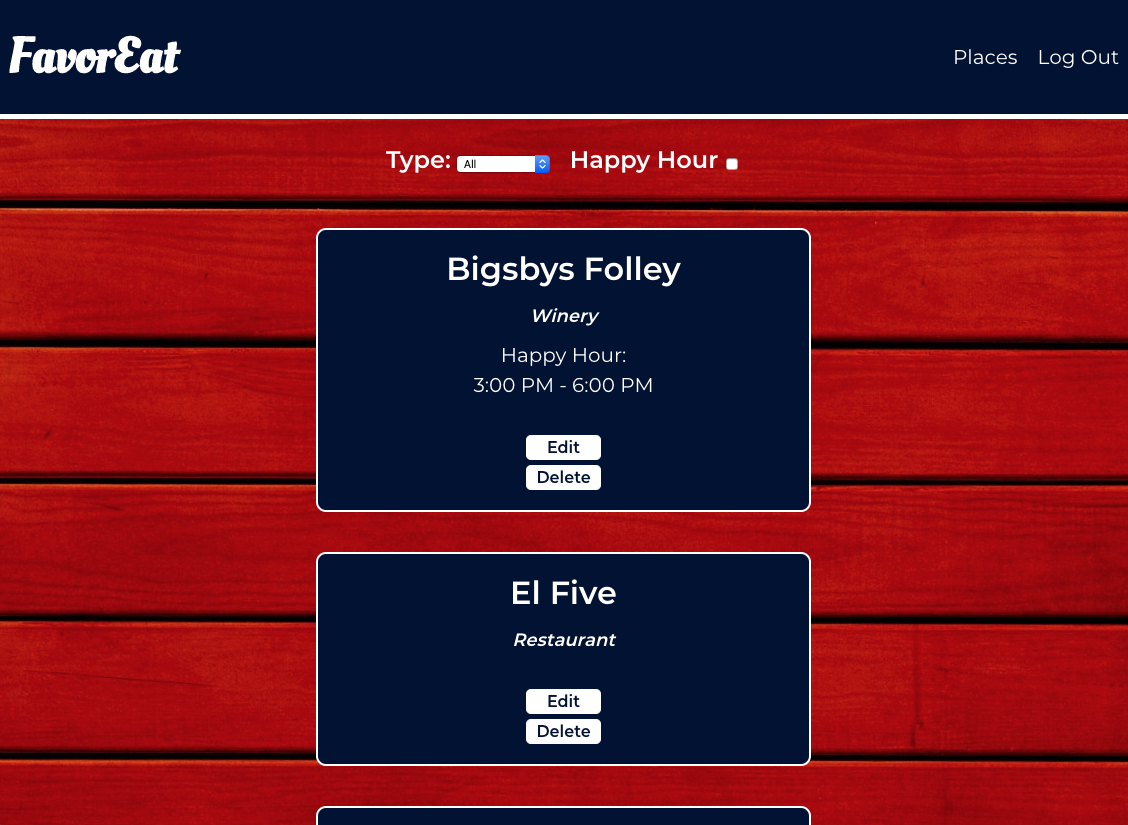 FavorEat
Places Log Out
Type: All Happy Hour
Bigsbys Folley
Winery
Happy Hour:
3:00 PM - 6:00 PM
Edit
Delete
El Five
Restaurant
Edit
Delete